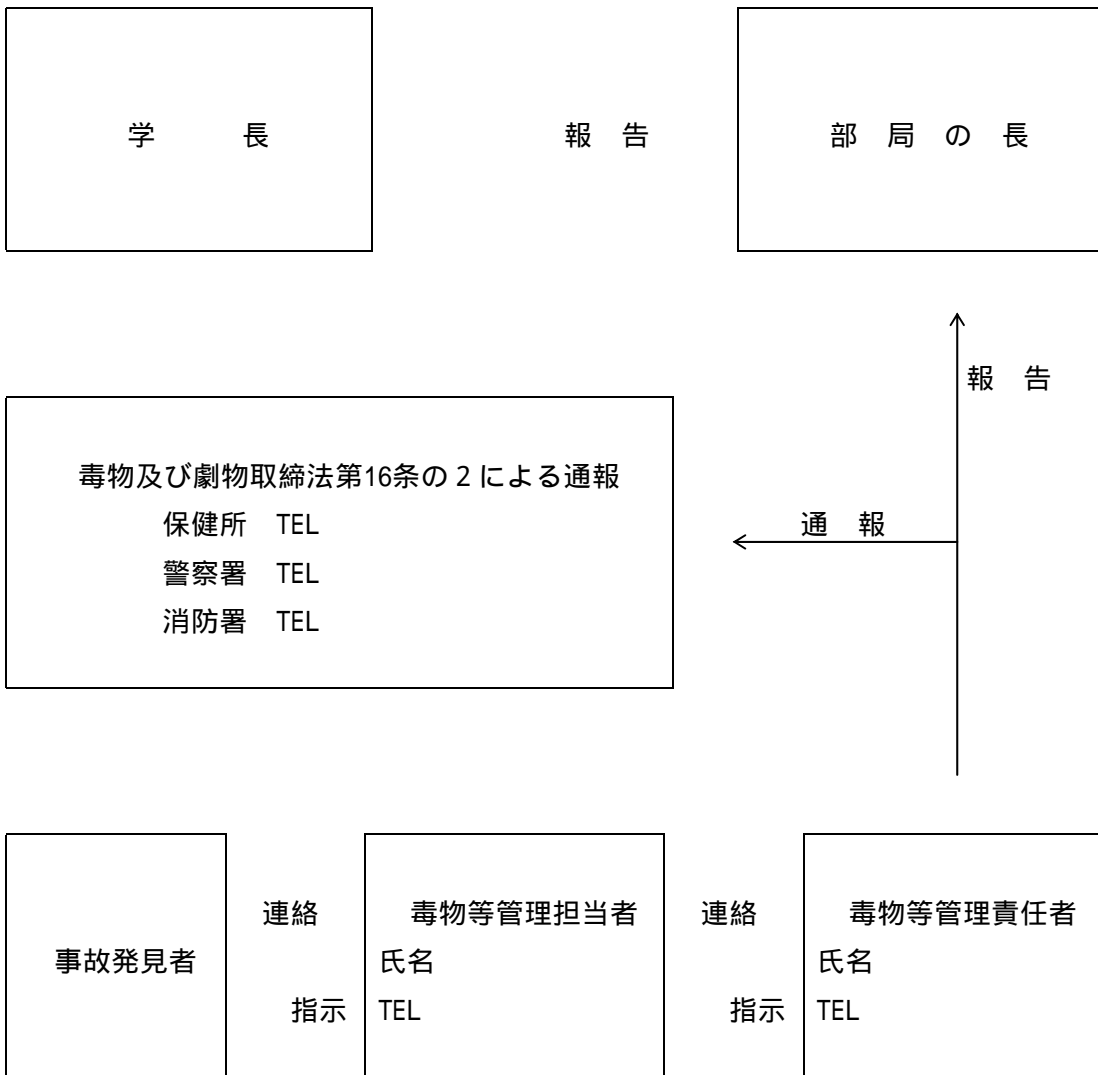 学　　長　　報　告　　部　局　の　長
報　告
毒物及び劇物取締法第16条の２による通報
保健所　TEL
警察署　TEL
消防署　TEL
通　報
事故発見者
連絡
指示
毒物等管理担当者
氏名
TEL
連絡
指示
毒物等管理責任者
氏名
TEL